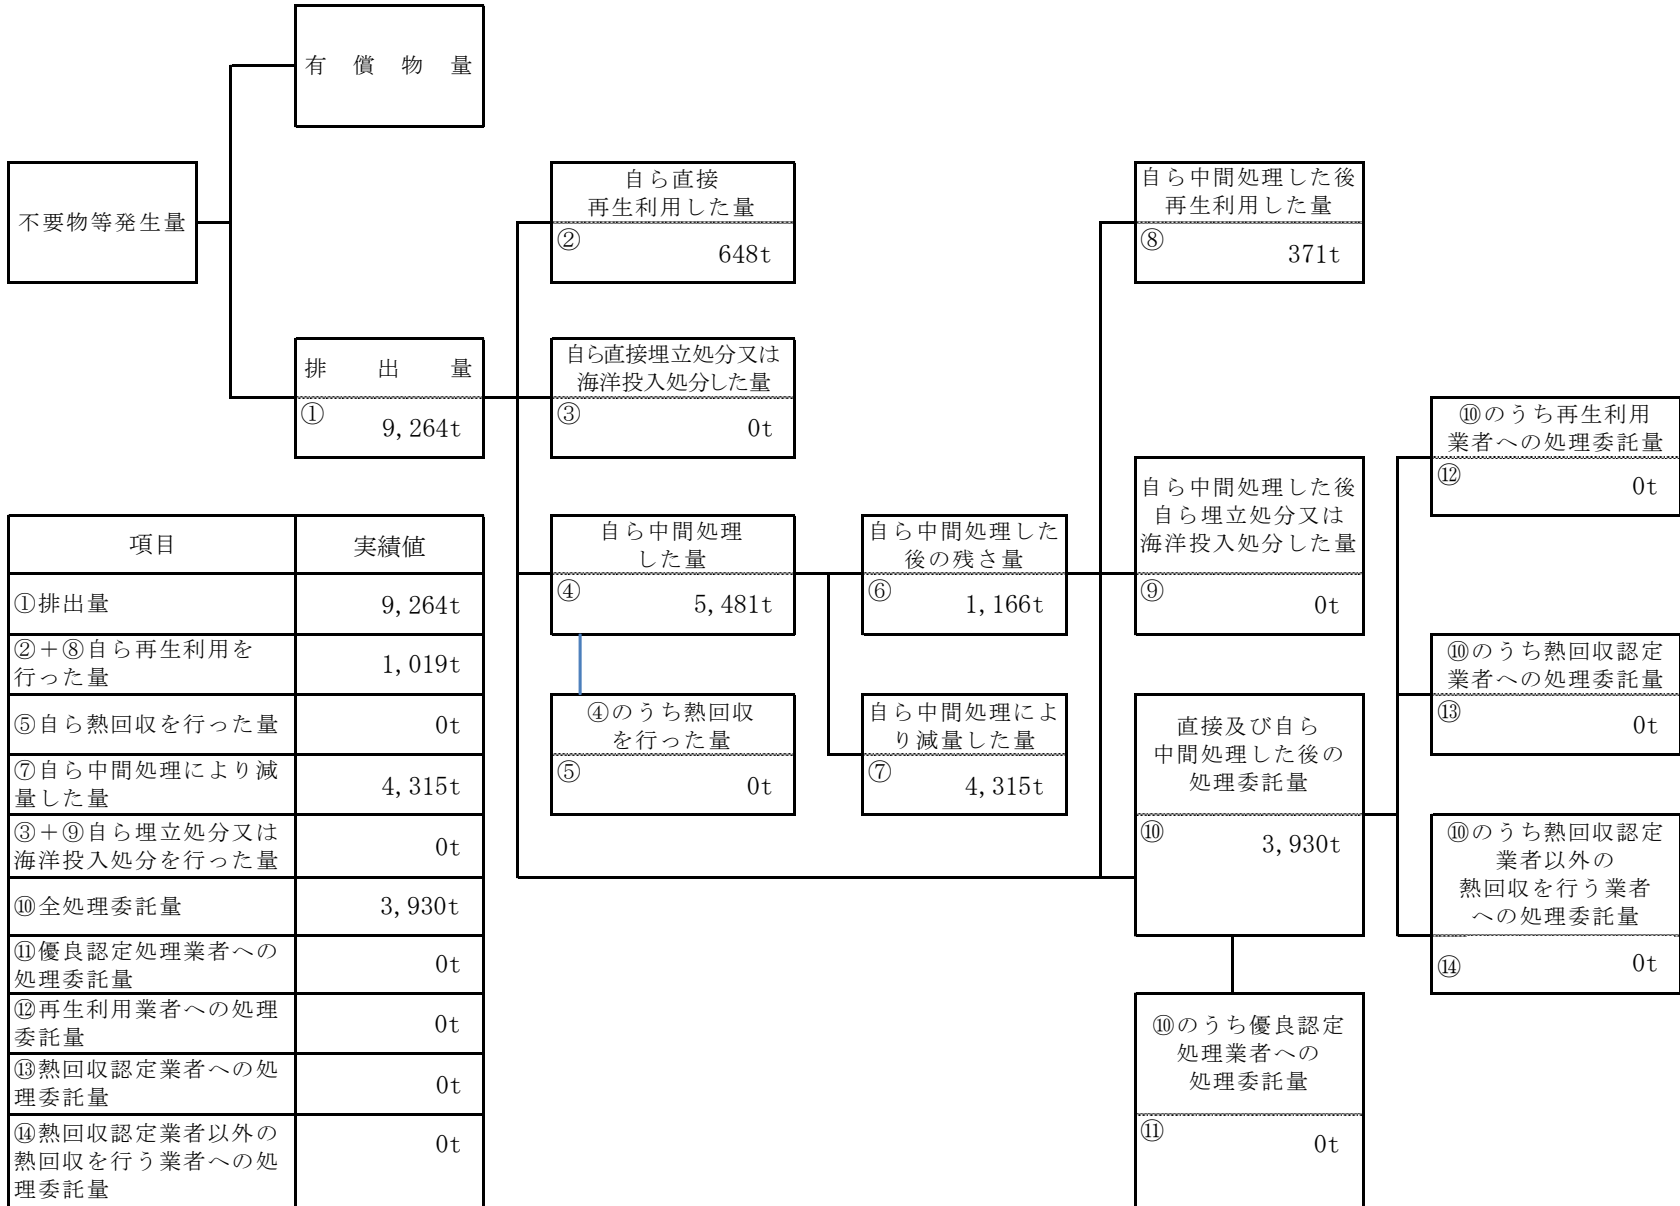 有償物量
不要物等発生量
自ら直接
再生利用した量
②
648t
自ら中間処理した後
再生利用した量
⑧
371t
排出量
①
9,264t
自ら直接埋立処分又は
海洋投入処分した量
③
0t
⑩のうち再生利用
業者への処理委託量
⑫
0t
自ら中間処理した後
自ら埋立処分又は
海洋投入処分した量
⑨
0t
自ら中間処理
した量
④
5,481t
自ら中間処理した
後の残さ量
⑥
1,166t
⑩のうち熱回収認定
業者への処理委託量
⑬
0t
④のうち熱回収
を行った量
⑤
0t
自ら中間処理によ
り減量した量
⑦
4,315t
直接及び自ら
中間処理した後の
処理委託量
⑩
3,930t
⑩のうち熱回収認定
業者以外の
熱回収を行う業者
への処理委託量
⑭
0t
⑩のうち優良認定
処理業者への
処理委託量
⑪
0t
項目 実績値
①排出量 9,264t
②＋⑧自ら再生利用を
行った量 1,019t
⑤自ら熱回収を行った量 0t
⑦自ら中間処理により減
量した量 4,315t
③＋⑨自ら埋立処分又は
海洋投入処分を行った量 0t
⑩全処理委託量 3,930t
⑪優良認定処理業者への
処理委託量 0t
⑫再生利用業者への処理
委託量 0t
⑬熱回収認定業者への処
理委託量 0t
⑭熱回収認定業者以外の
熱回収を行う業者への処
理委託量 0t